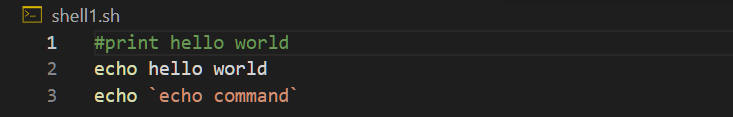 shell1.sh
1 #print hello world
2 echo hello world
3 echo `echo command`